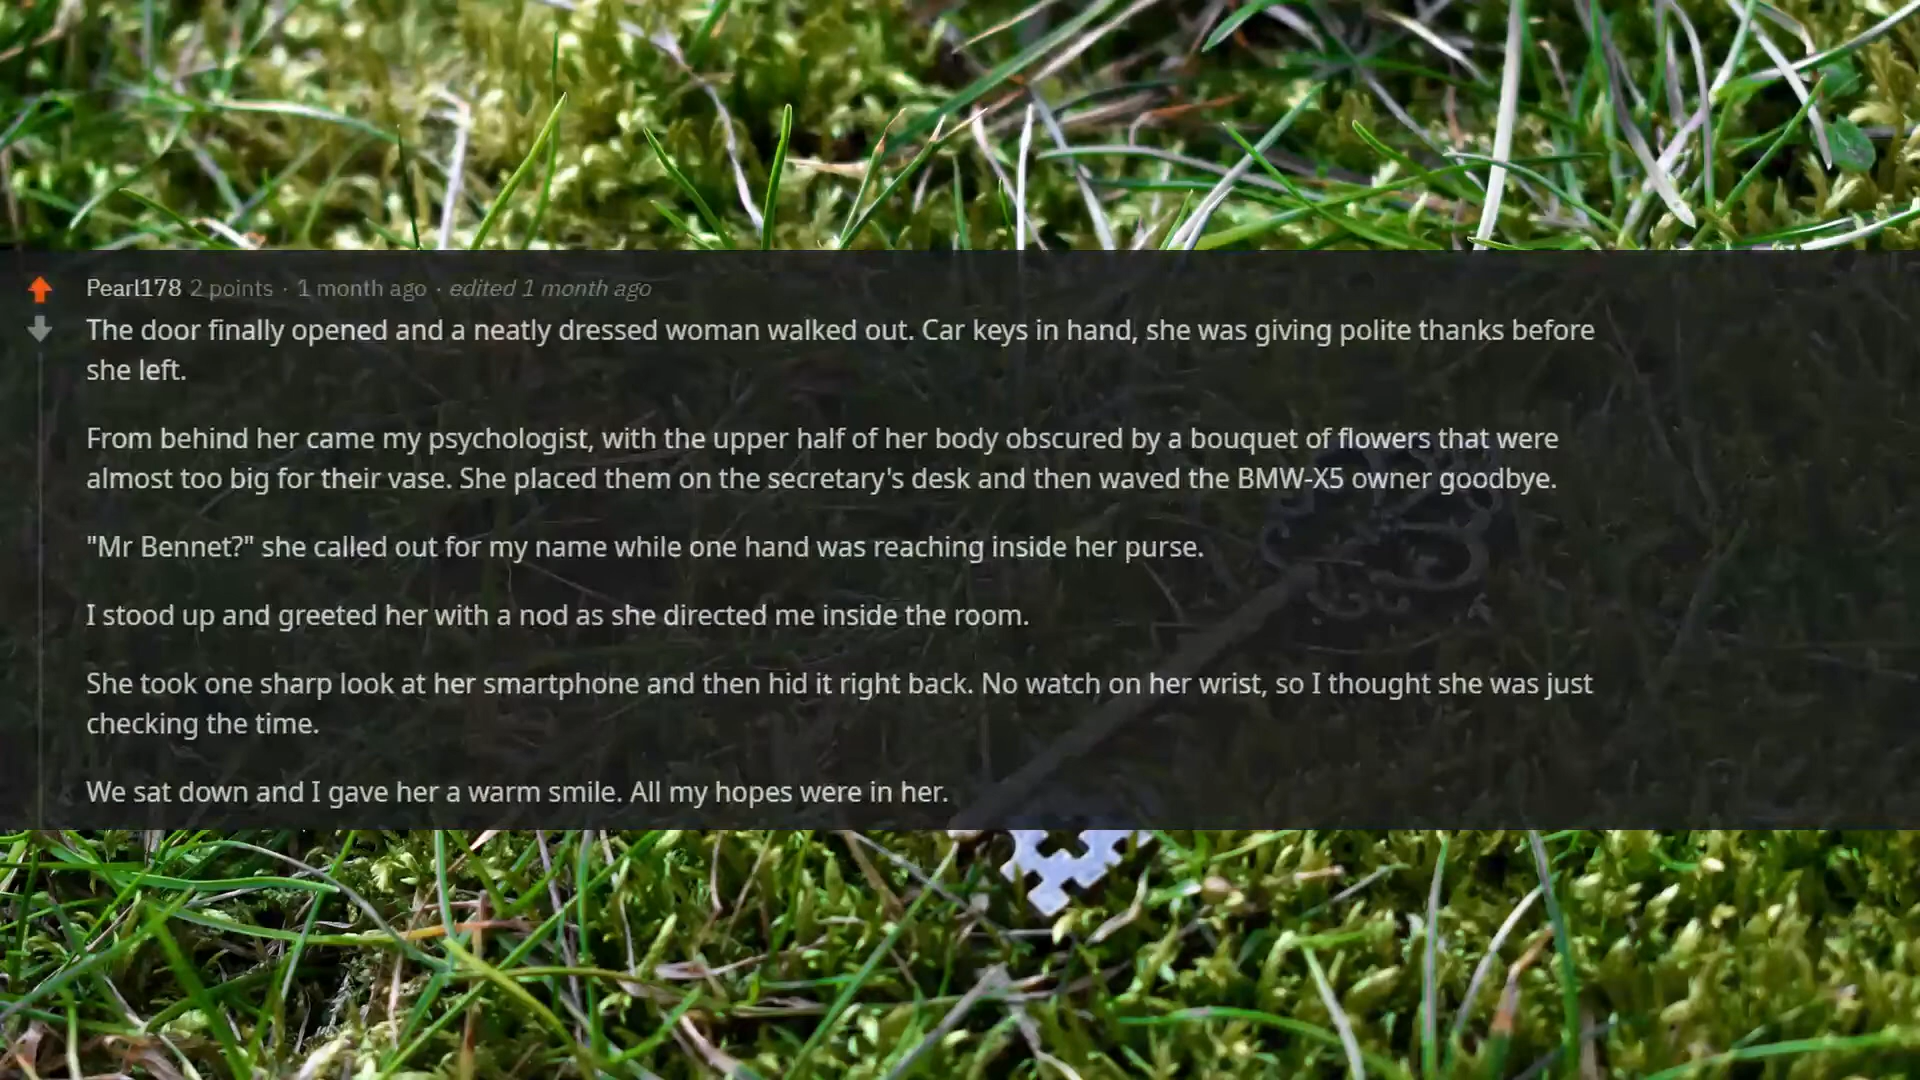 Pearl178 2 points · 1 month ago · edited 1 month ago
The door finally opened and a neatly dressed woman walked out. Car keys in hand, she was giving polite thanks before
she left.
From behind her came my psychologist, with the upper half of her body obscured by a bouquet of flowers that were
almost too big for their vase. She placed them on the secretary's desk and then waved the BMW-X5 owner goodbye.
"Mr Bennet?" she called out for my name while one hand was reaching inside her purse.
I stood up and greeted her with a nod as she directed me inside the room.
She took one sharp look at her smartphone and then hid it right back. No watch on her wrist, so I thought she was just
checking the time.
We sat down and I gave her a warm smile. All my hopes were in her.